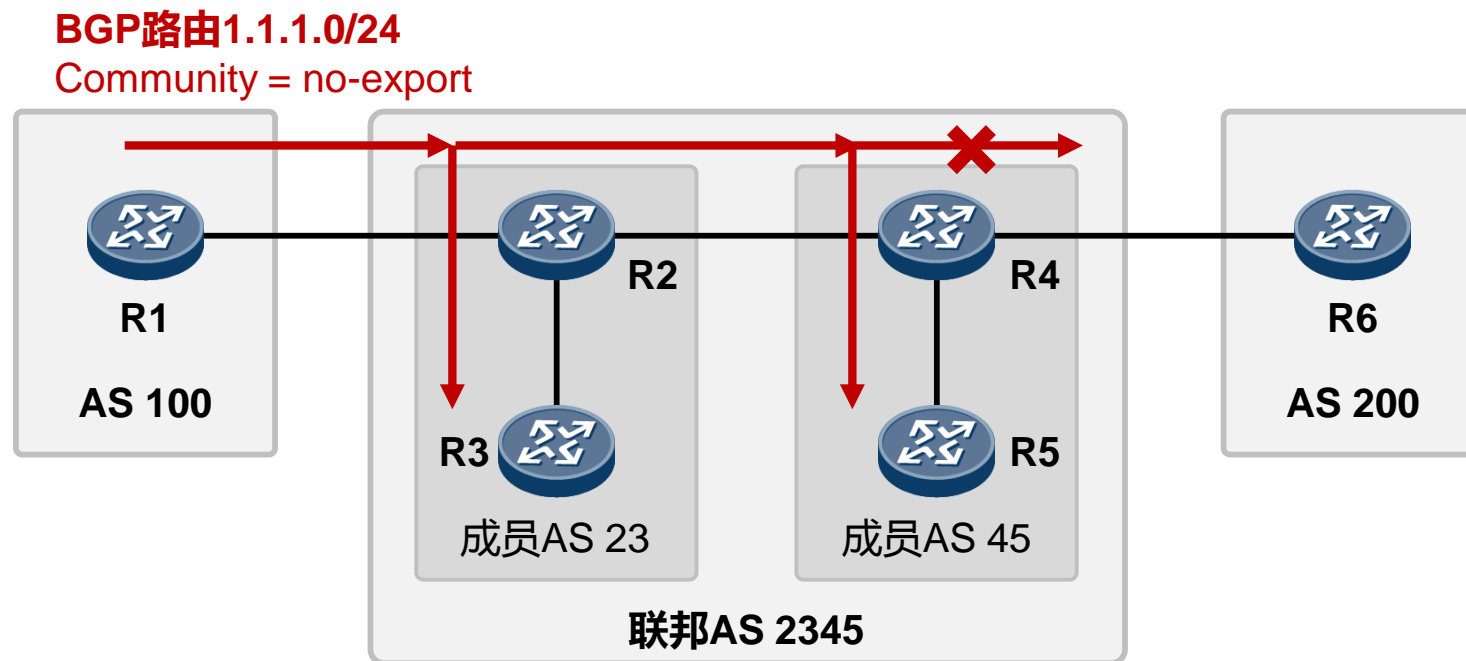 BGP路由1.1.1.0/24
Community = no-export
R2
R4
R1
R6
AS 100
AS 200
R3
R5
成员AS 23
成员AS 45
联邦AS 2345